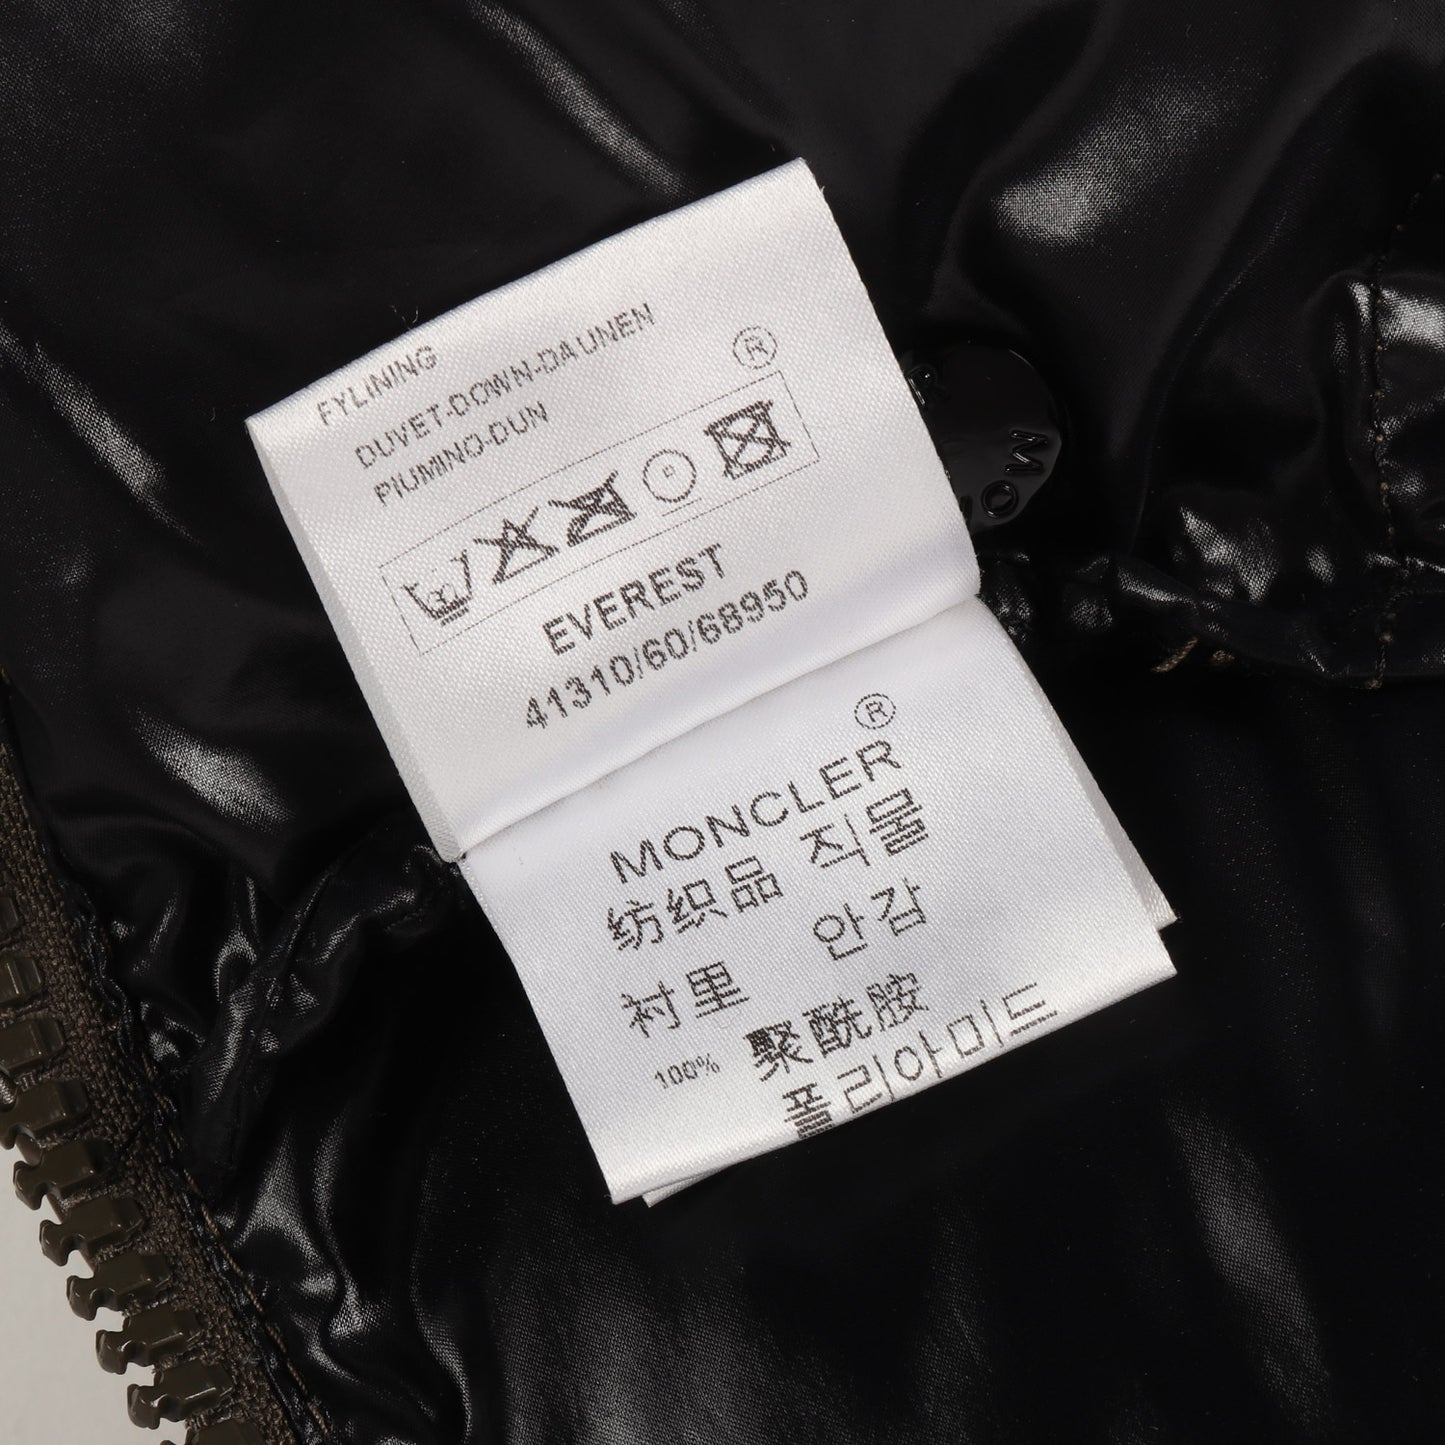 FYLINING
DUVET-DOWN-DAUNEN
PIUMINO-DUN
®
EVEREST
41310/60/68950
MONCLER®
纺织品 직물
衬里 안감
100% 聚酰胺
폴리아미드